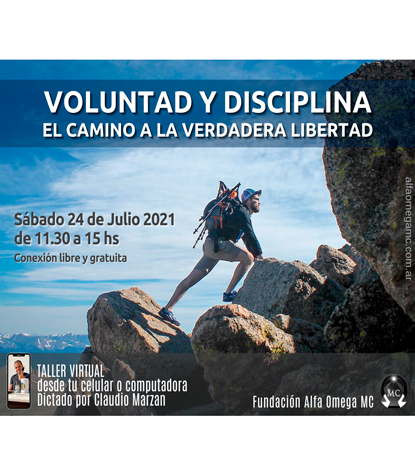 VOLUNTAD Y DISCIPLINA
EL CAMINO A LA VERDADERA LIBERTAD
alfaomegamc.com.ar
Sábado 24 de Julio 2021
de 11.30 a 15 hs
Conexión libre y gratuita
TALLER VIRTUAL
desde tu celular o computadora
Dictado por Claudio Marzan
Fundación Alfa Omega MC
MC